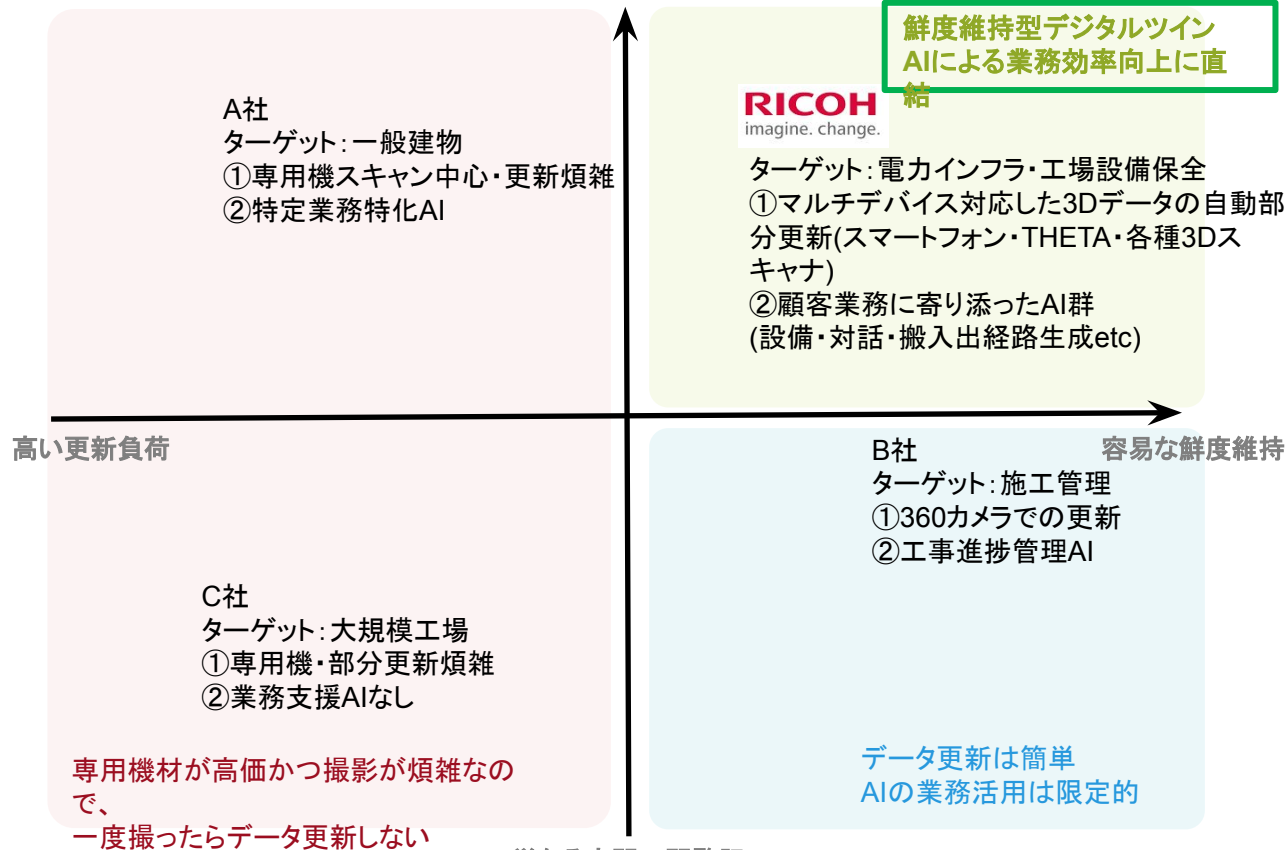 鮮度維持型デジタルツイン
AIによる業務効率向上に直
結
A社
ターゲット：一般建物
①専用機スキャン中心・更新煩雑
②特定業務特化AI
RICOH
imagine. change.
ターゲット：電力インフラ・工場設備保全
①マルチデバイス対応した3Dデータの自動部
分更新(スマートフォン・THETA・各種3Dス
キャナ)
②顧客業務に寄り添ったAI群
(設備・対話・搬入出経路生成etc)
高い更新負荷
容易な鮮度維持
B社
ターゲット：施工管理
①360カメラでの更新
②工事進捗管理AI
C社
ターゲット：大規模工場
①専用機・部分更新煩雑
②業務支援AIなし
専用機材が高価かつ撮影が煩雑なの
で、
一度撮ったらデータ更新しない
データ更新は簡単
AIの業務活用は限定的